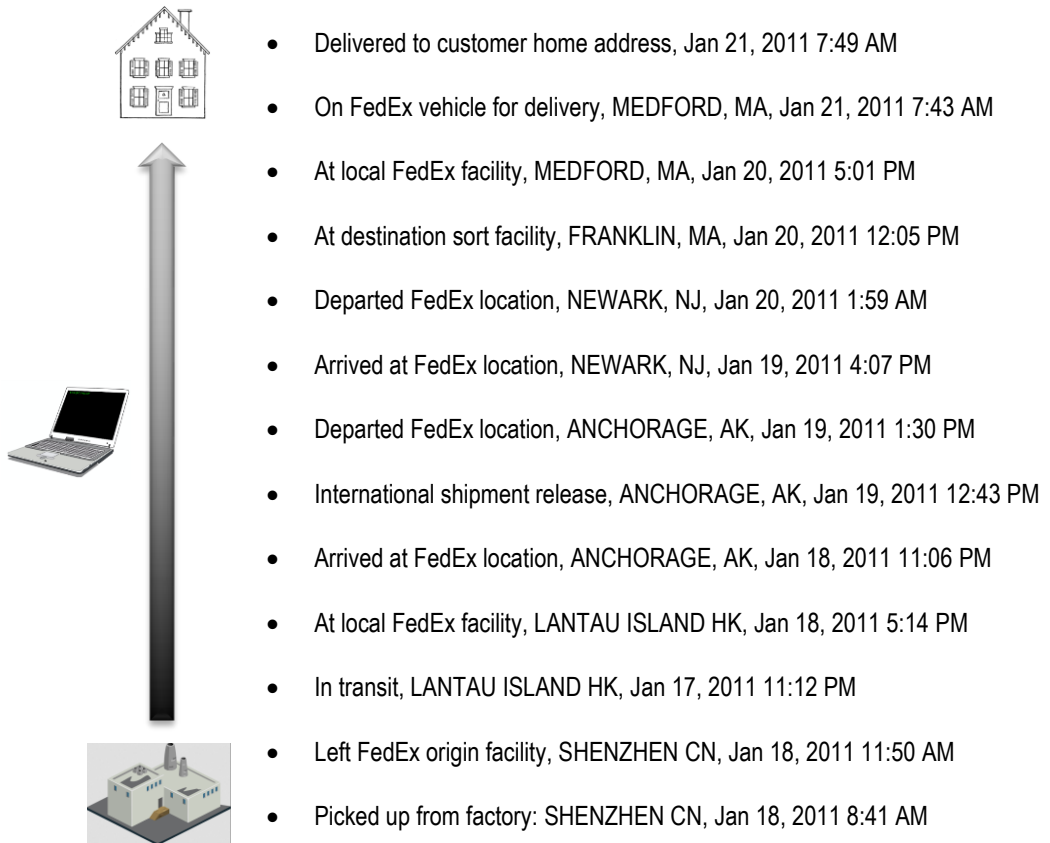 • Delivered to customer home address, Jan 21, 2011 7:49 AM
• On FedEx vehicle for delivery, MEDFORD, MA, Jan 21, 2011 7:43 AM
• At local FedEx facility, MEDFORD, MA, Jan 20, 2011 5:01 PM
• At destination sort facility, FRANKLIN, MA, Jan 20, 2011 12:05 PM
• Departed FedEx location, NEWARK, NJ, Jan 20, 2011 1:59 AM
• Arrived at FedEx location, NEWARK, NJ, Jan 19, 2011 4:07 PM
• Departed FedEx location, ANCHORAGE, AK, Jan 19, 2011 1:30 PM
• International shipment release, ANCHORAGE, AK, Jan 19, 2011 12:43 PM
• Arrived at FedEx location, ANCHORAGE, AK, Jan 18, 2011 11:06 PM
• At local FedEx facility, LANTAU ISLAND HK, Jan 18, 2011 5:14 PM
• In transit, LANTAU ISLAND HK, Jan 17, 2011 11:12 PM
• Left FedEx origin facility, SHENZHEN CN, Jan 18, 2011 11:50 AM
• Picked up from factory: SHENZHEN CN, Jan 18, 2011 8:41 AM